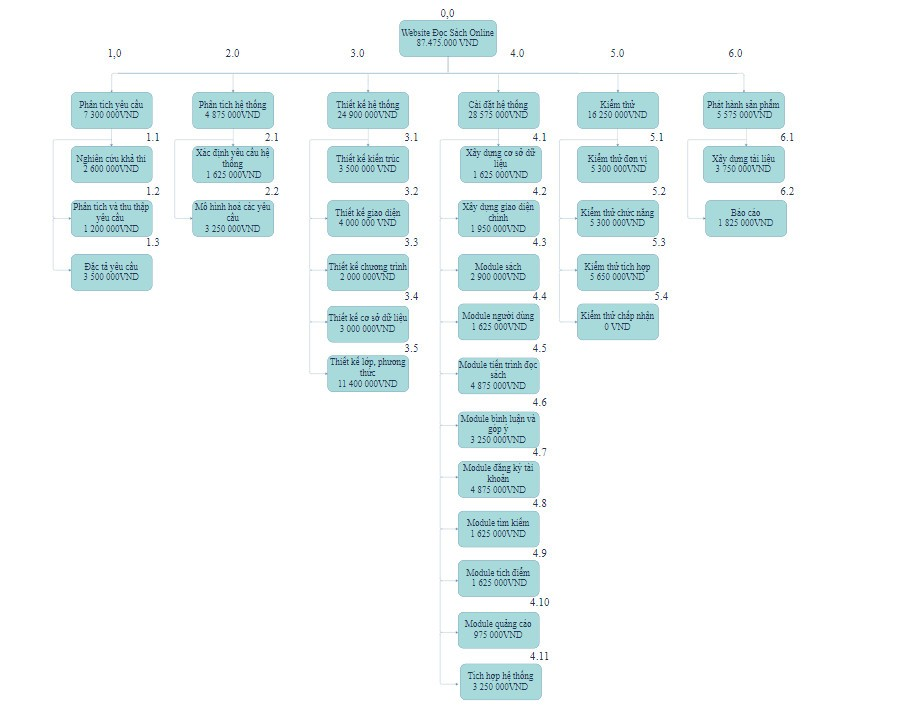 0,0
Website Đọc Sách Online
87.475.000 VND
1,0
2.0
3.0
4.0
5.0
6.0
Phân tích yêu cầu
7 300 000VND
Phân tích hệ thống
4 875 000VND
Thiết kế hệ thống
24 900 000VND
Cài đặt hệ thống
28 575 000VND
Kiểm thử
16 250 000VND
Phát hành sản phẩm
5 575 000VND
1.1
Nghiên cứu khả thi
2 600 000VND
1.2
Phân tích và thu thập
yêu cầu
1 200 000VND
1.3
Đặc tả yêu cầu
3 500 000VND
2.1
Xác định yêu cầu hệ
thống
1 625 000VND
2.2
Mô hình hoá các yêu
cầu
3 250 000VND
3.1
Thiết kế kiến trúc
3 500 000VND
3.2
Thiết kế giao diện
4 000 000 VND
3.3
Thiết kế chương trình
2 000 000VND
3.4
Thiết kế cơ sở dữ liệu
3 000 000VND
3.5
Thiết kế lớp, phương
thức
11 400 000VND
4.1
Xây dựng cơ sở dữ
liệu
1 625 000VND
4.2
Xây dựng giao diện
chính
1 950 000VND
4.3
Module sách
2 900 000VND
4.4
Module người dùng
1 625 000VND
4.5
Module tiến trình đọc
sách
4 875 000VND
4.6
Module bình luận và
góp ý
3 250 000VND
4.7
Module đăng ký tài
khoản
4 875 000VND
4.8
Module tìm kiếm
1 625 000VND
4.9
Module tích điểm
1 625 000VND
4.10
Module quảng cáo
975 000VND
4.11
Tích hợp hệ thống
3 250 000VND
5.1
Kiểm thử đơn vị
5 300 000VND
5.2
Kiểm thử chức năng
5 300 000VND
5.3
Kiểm thử tích hợp
5 650 000VND
5.4
Kiểm thử chấp nhận
0 VND
6.1
Xây dựng tài liệu
3 750 000VND
6.2
Báo cáo
1 825 000VND